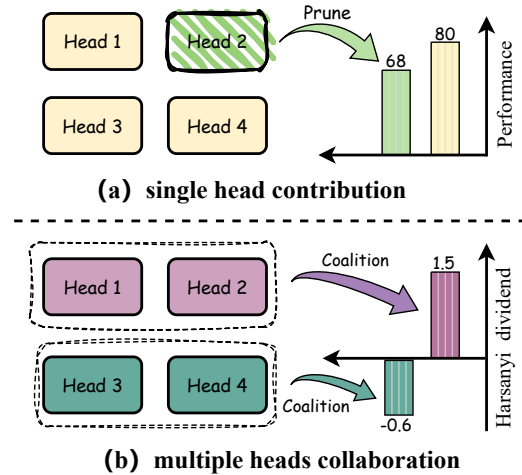 Head 1
Head 2
Prune
68
80
Performance
Head 3
Head 4
(a) single head contribution
Head 1
Head 2
Coalition
1.5
Harsanyi dividend
Head 3
Head 4
Coalition
-0.6
(b) multiple heads collaboration